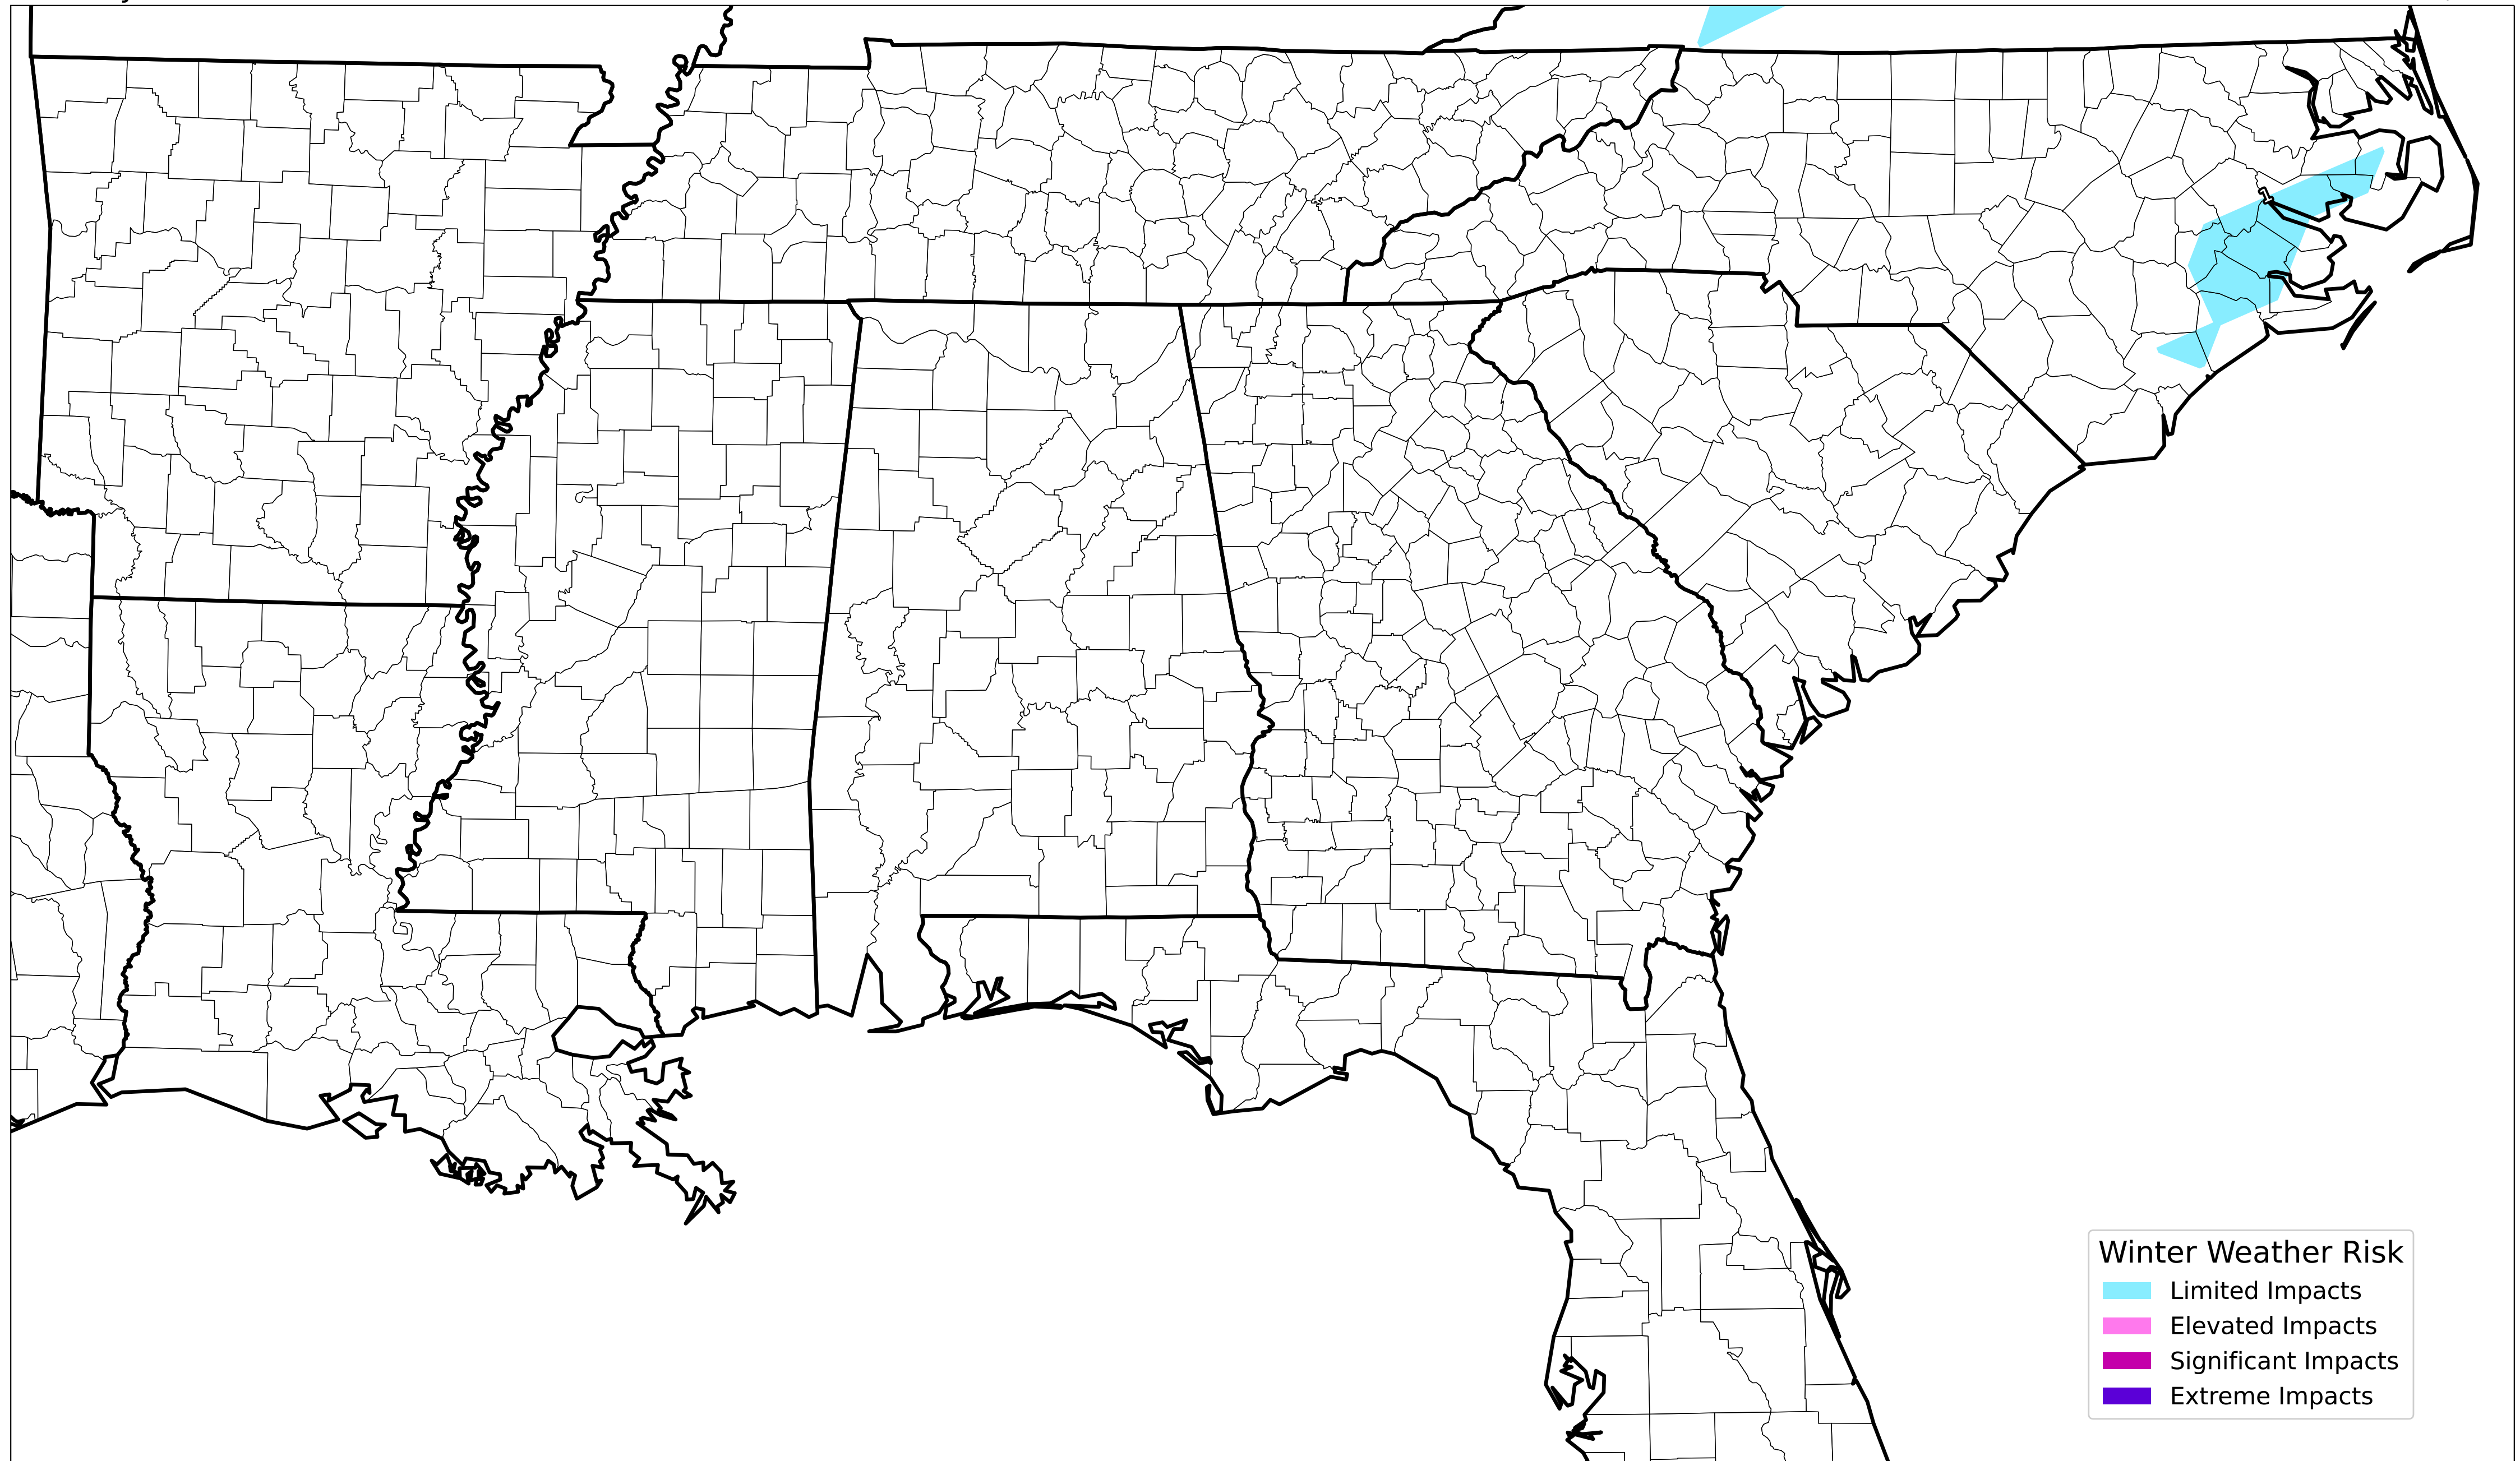 Winter Weather Risk
Limited Impacts
Elevated Impacts
Significant Impacts
Extreme Impacts